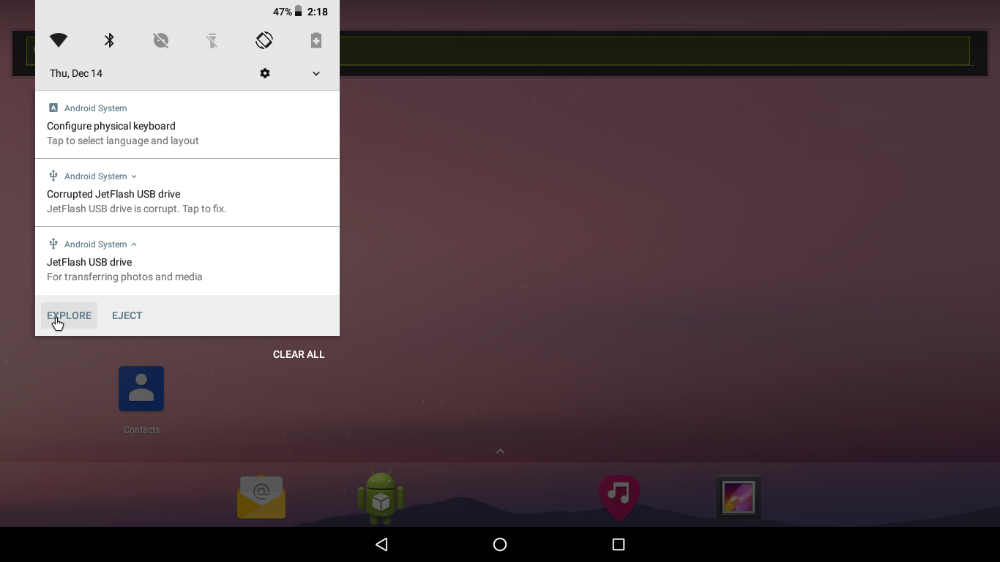 47% 2:18
Thu, Dec 14
Android System
Configure physical keyboard
Tap to select language and layout
Android System
Corrupted JetFlash USB drive
JetFlash USB drive is corrupt. Tap to fix.
Android System
JetFlash USB drive
For transferring photos and media
EXPLORE EJECT
CLEAR ALL
Contacts